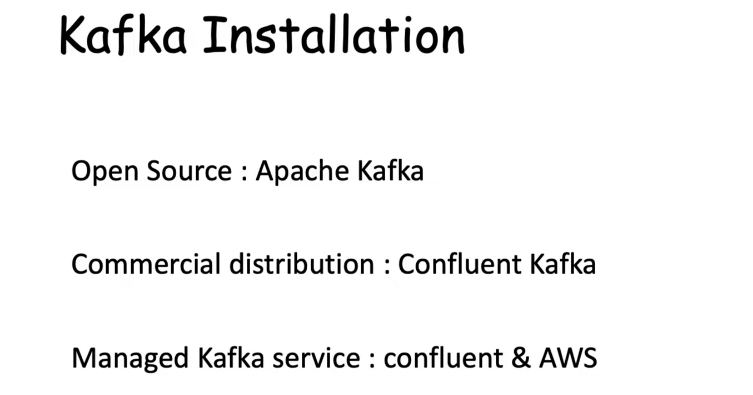 Kafka Installation
Open Source : Apache Kafka
Commercial distribution : Confluent Kafka
Managed Kafka service : confluent & AWS